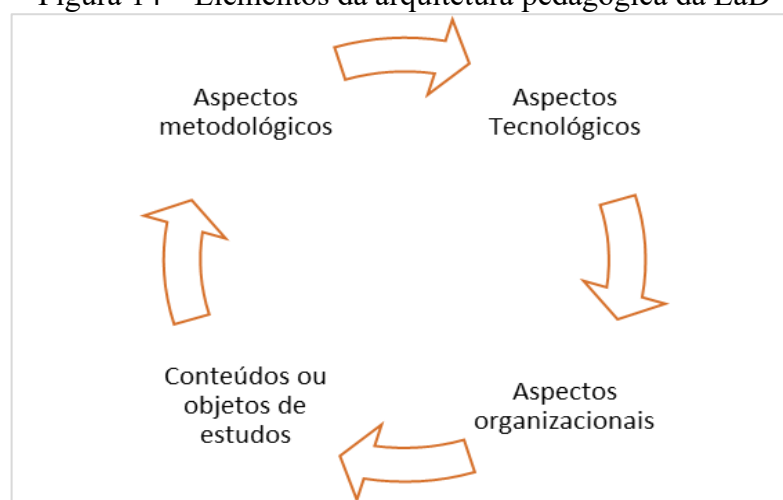 Figura 14 – Elementos da arquitetura pedagógica da EaD
Aspectos
metodológicos
Aspectos
Tecnológicos
Aspectos
organizacionais
Conteúdos ou
objetos de
estudos